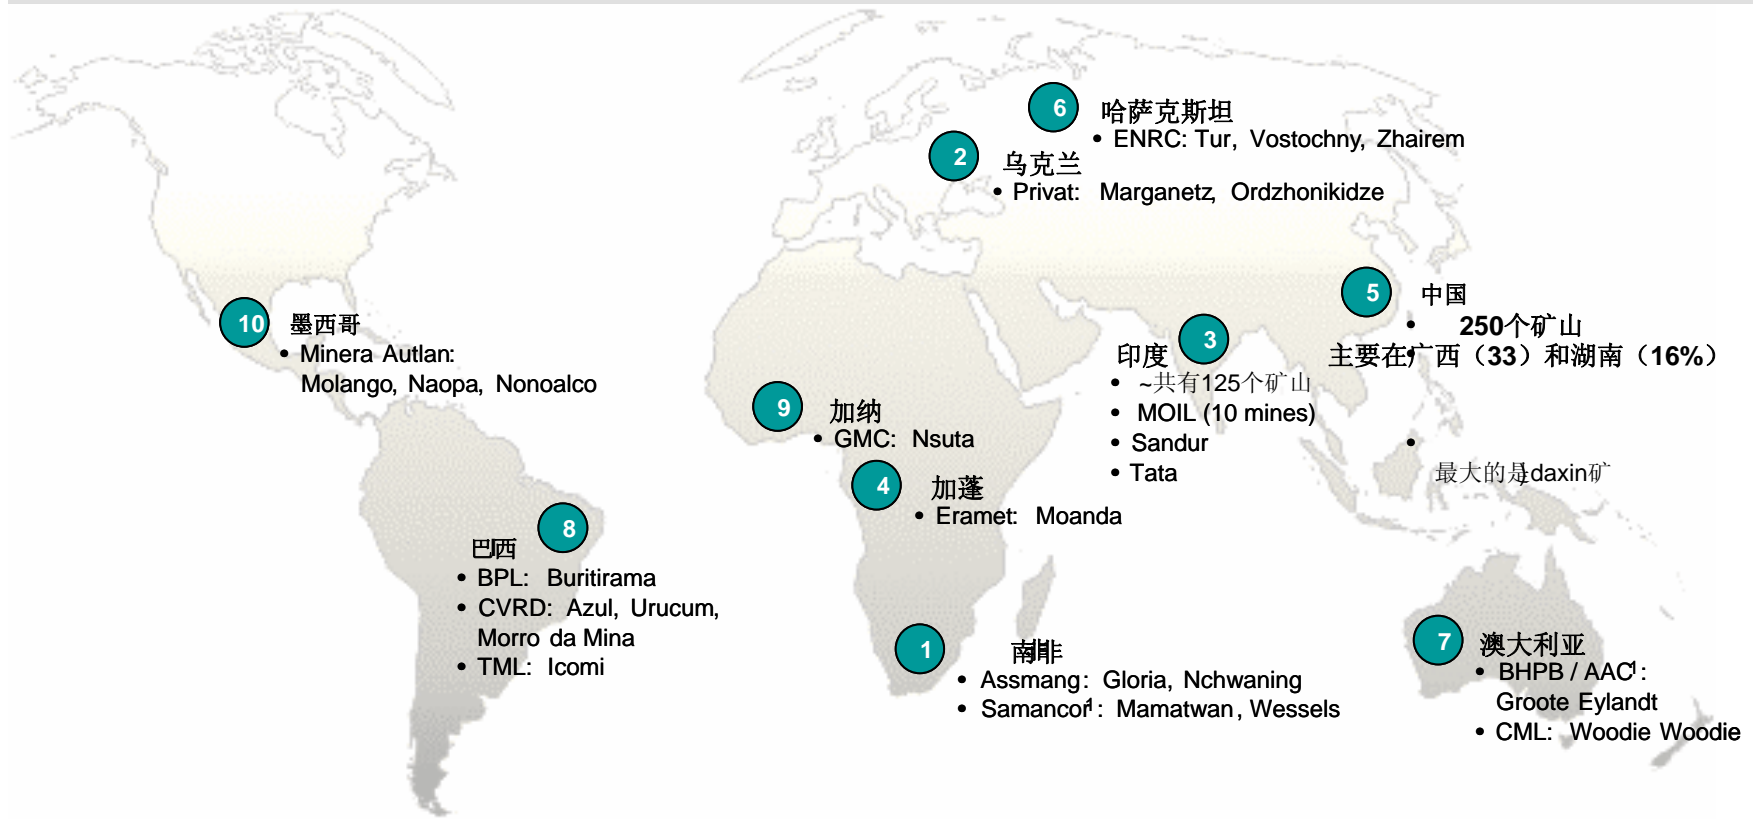 6
哈萨克斯坦
• ENRC: Tur, Vostochny, Zhairem
2
乌克兰
• Privat: Marganetz, Ordzhonikidze
5
中国
• 250个矿山
• 主要在广西（33）和湖南（16%）
• 最大的是daxin矿
3
印度
• ~共有125个矿山
• MOIL (10 mines)
• Sandur
• Tata
10
墨西哥
• Minera Autlan:
Molango, Naopa, Nonoalco
9
加纳
• GMC: Nsuta
4
加蓬
• Eramet: Moanda
8
巴西
• BPL: Buritirama
• CVRD: Azul, Urucum,
Morro da Mina
• TML: Icomi
1
南非
• Assmang: Gloria, Nchwaning
• Samancor1: Mamatwan, Wessels
7
澳大利亚
• BHPB / AAC1:
Groote Eylandt
• CML: Woodie Woodie